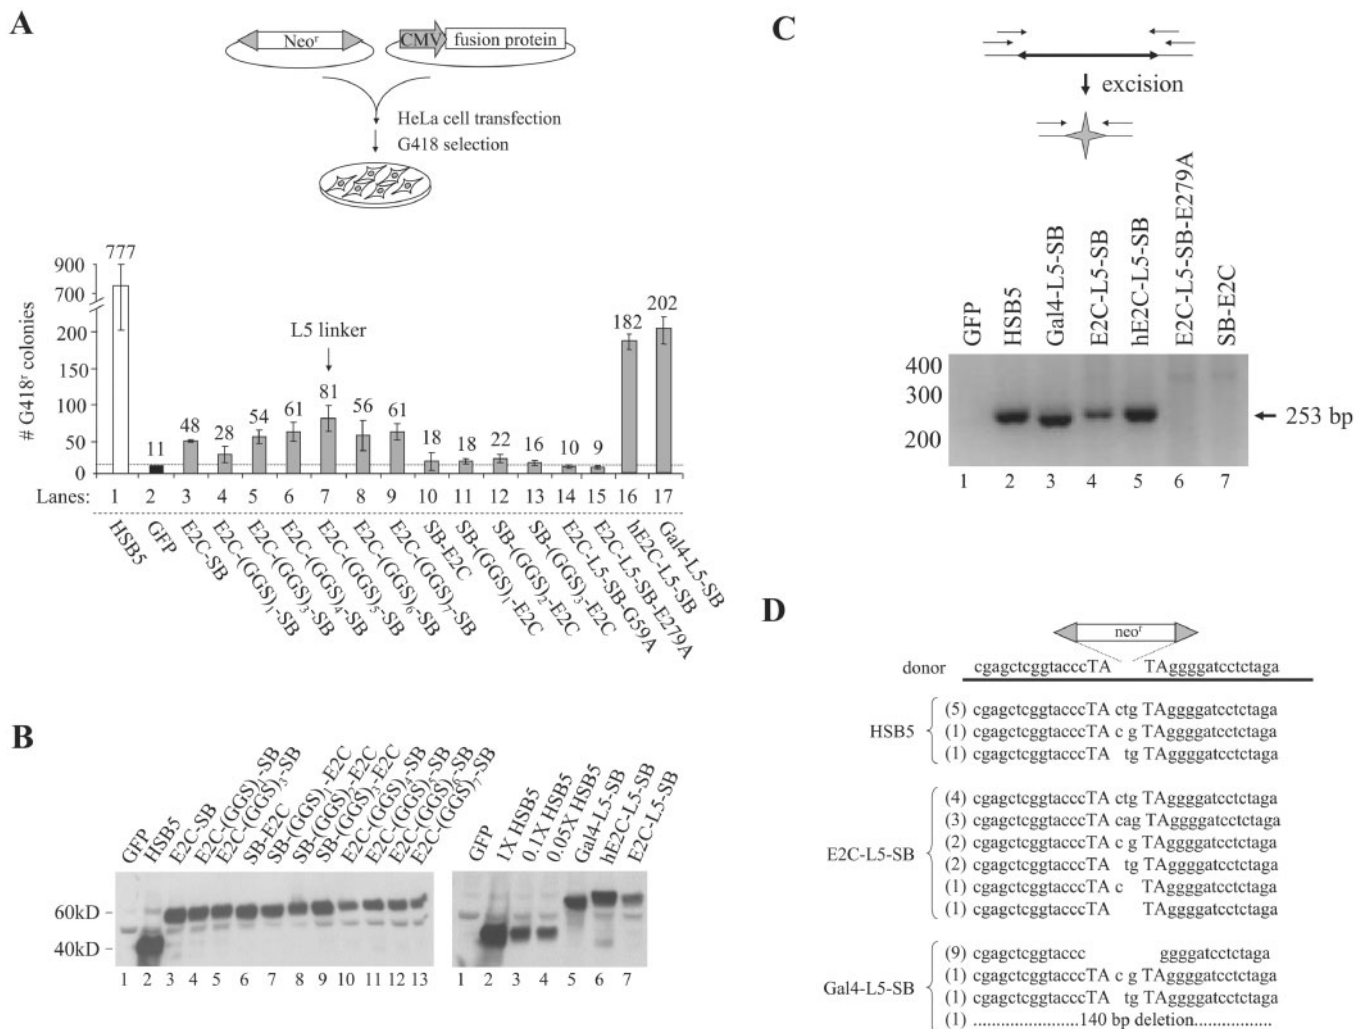 A
Neoʳ
CMV fusion protein
HeLa cell transfection
G418 selection
# G418ʳ colonies
900
700
200
150
100
50
0
777
11
48
28
54
61
81
56
61
18
18
22
16
10
9
182
202
L5 linker
Lanes: 1 2 3 4 5 6 7 8 9 10 11 12 13 14 15 16 17
HSB5
GFP
E2C-SB
E2C-(GGS)₁-SB
E2C-(GGS)₃-SB
E2C-(GGS)₄-SB
E2C-(GGS)₅-SB
E2C-(GGS)₆-SB
E2C-(GGS)₇-SB
SB-E2C
SB-(GGS)₁-E2C
SB-(GGS)₂-E2C
SB-(GGS)₃-E2C
E2C-L5-SB-G59A
E2C-L5-SB-E279A
hE2C-L5-SB
Gal4-L5-SB
B
GFP
HSB5
E2C-SB
E2C-(GGS)₁-SB
E2C-(GGS)₃-SB
SB-E2C
SB-(GGS)₁-E2C
SB-(GGS)₂-E2C
SB-(GGS)₃-E2C
E2C-(GGS)₄-SB
E2C-(GGS)₅-SB
E2C-(GGS)₆-SB
E2C-(GGS)₇-SB
60kD
40kD
1 2 3 4 5 6 7 8 9 10 11 12 13
GFP
1X HSB5
0.1X HSB5
0.05X HSB5
Gal4-L5-SB
hE2C-L5-SB
E2C-L5-SB
1 2 3 4 5 6 7
C
excision
GFP
HSB5
Gal4-L5-SB
E2C-L5-SB
hE2C-L5-SB
E2C-L5-SB-E279A
SB-E2C
400
300
200
253 bp
1 2 3 4 5 6 7
D
neoʳ
donor cgagctcggtacccTA TAggggatcctctaga
HSB5
(5) cgagctcggtacccTA ctg TAggggatcctctaga
(1) cgagctcggtacccTA c g TAggggatcctctaga
(1) cgagctcggtacccTA tg TAggggatcctctaga
E2C-L5-SB
(4) cgagctcggtacccTA ctg TAggggatcctctaga
(3) cgagctcggtacccTA cag TAggggatcctctaga
(2) cgagctcggtacccTA c g TAggggatcctctaga
(2) cgagctcggtacccTA tg TAggggatcctctaga
(1) cgagctcggtacccTA c TAggggatcctctaga
(1) cgagctcggtacccTA TAggggatcctctaga
Gal4-L5-SB
(9) cgagctcggtaccc ggggatcctctaga
(1) cgagctcggtacccTA c g TAggggatcctctaga
(1) cgagctcggtacccTA tg TAggggatcctctaga
(1) ........................140 bp deletion..................